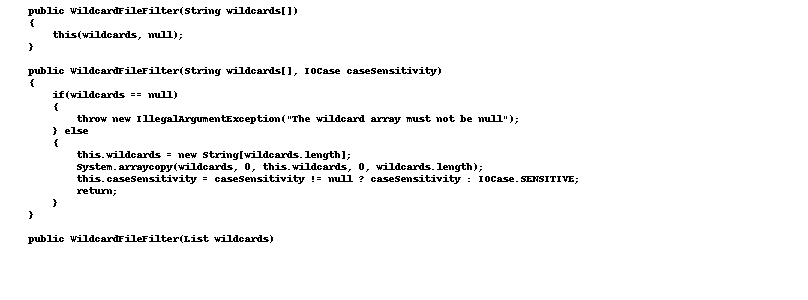 public WildcardFileFilter(String wildcards[])
{
this(wildcards, null);
}
public WildcardFileFilter(String wildcards[], IOCase caseSensitivity)
{
if(wildcards == null)
{
throw new IllegalArgumentException("The wildcard array must not be null");
} else
{
this.wildcards = new String[wildcards.length];
System.arraycopy(wildcards, 0, this.wildcards, 0, wildcards.length);
this.caseSensitivity = caseSensitivity != null ? caseSensitivity : IOCase.SENSITIVE;
return;
}
}
public WildcardFileFilter(List wildcards)